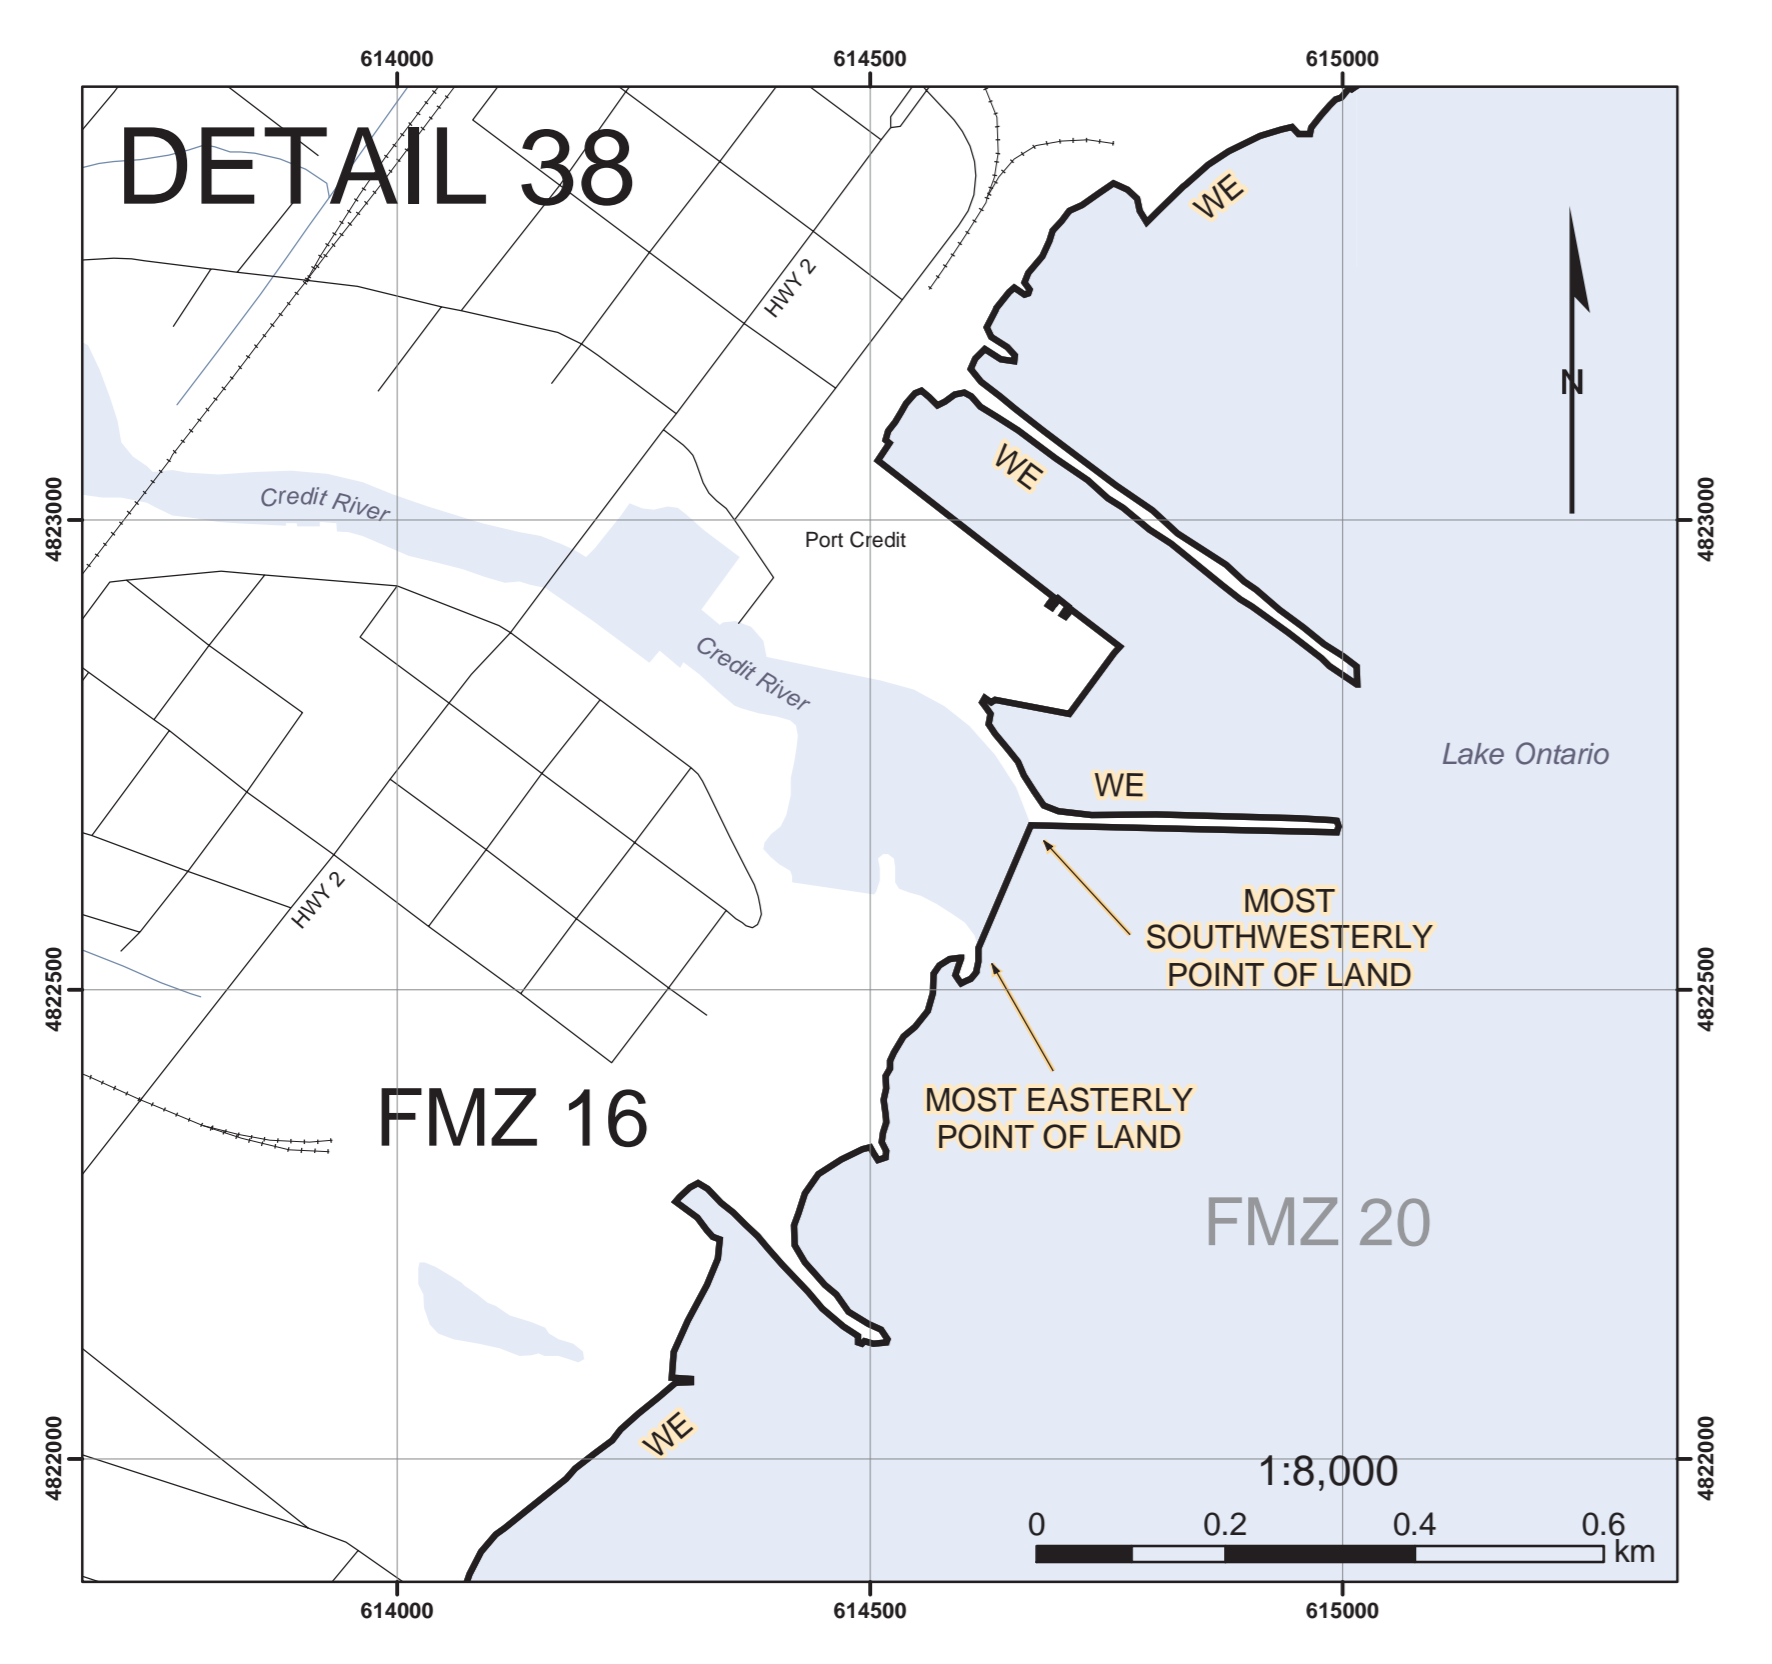 614000
614500
615000
DETAIL 38
WE
HWY 2
N
WE
4823000
Credit River
Port Credit
4823000
Credit River
Lake Ontario
WE
HWY 2
MOST
SOUTHWESTERLY
POINT OF LAND
4822500
4822500
MOST EASTERLY
POINT OF LAND
FMZ 16
FMZ 20
WE
4822000
4822000
1:8,000
0 0.2 0.4 0.6
km
614000
614500
615000